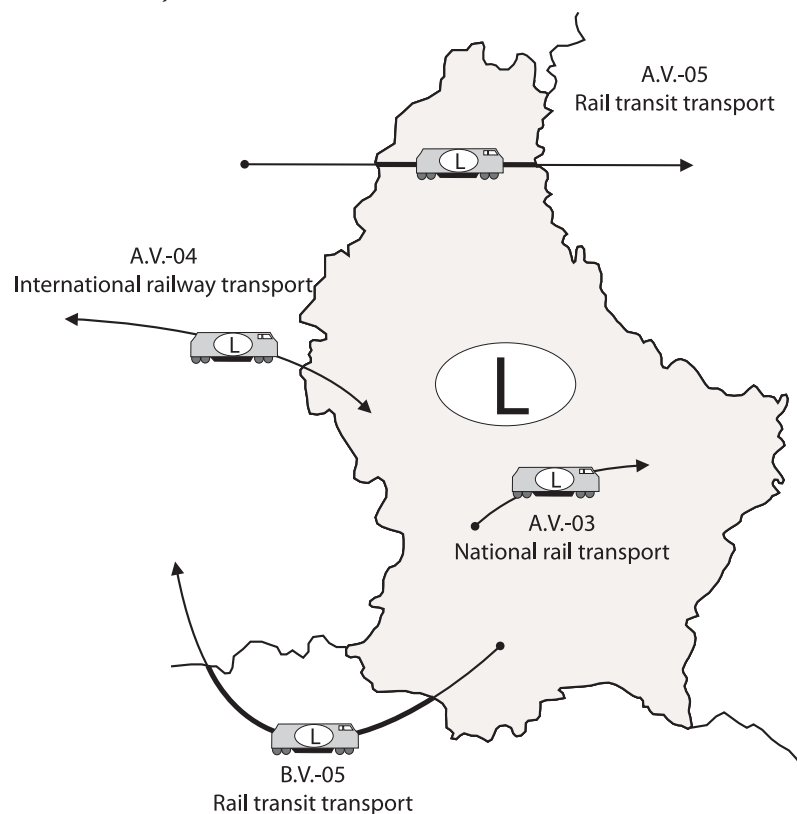 A.V.-05
Rail transit transport
L
A.V.-04
International railway transport
L
L
L
A.V.-03
National rail transport
L
B.V.-05
Rail transit transport